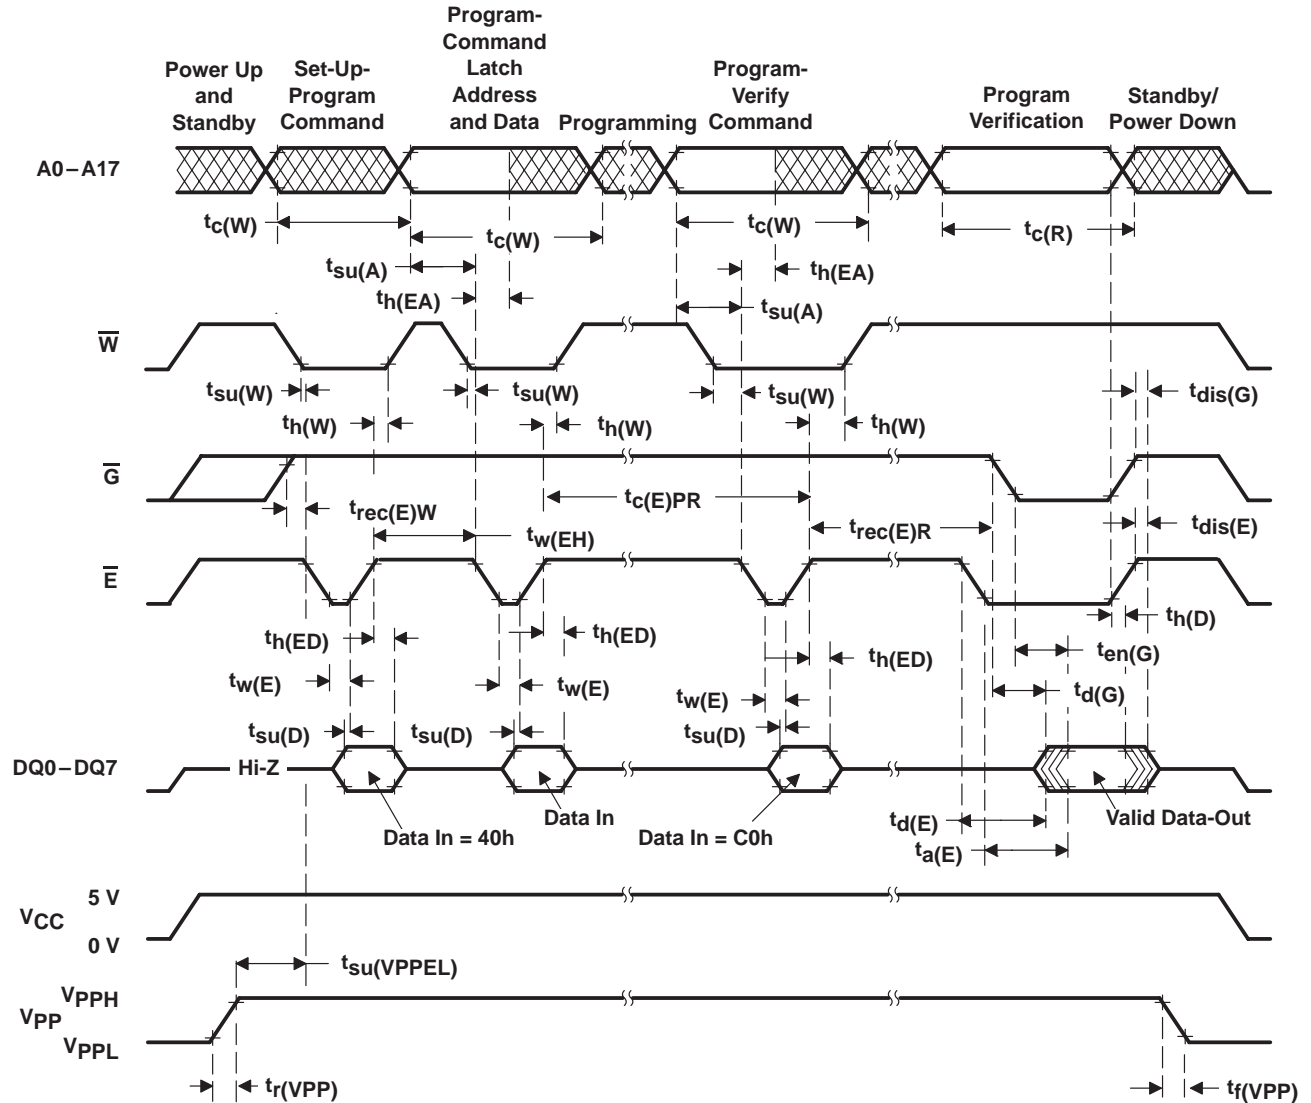 Program-
Command
Latch
Address
and Data
Power Up
and
Standby
Set-Up-
Program
Command
Programming
Program-
Verify
Command
Program
Verification
Standby/
Power Down
A0–A17
tc(W)
tc(W)
tc(W)
tc(R)
tsu(A)
th(EA)
th(EA)
tsu(A)
W̅
tsu(W)
tsu(W)
tsu(W)
tdis(G)
th(W)
th(W)
th(W)
G̅
trec(E)W
tc(E)PR
trec(E)R
tdis(E)
tw(EH)
E̅
th(ED)
th(ED)
th(ED)
th(D)
ten(G)
tw(E)
tw(E)
tw(E)
td(G)
tsu(D)
tsu(D)
tsu(D)
DQ0–DQ7
Hi-Z
Data In = 40h
Data In
Data In = C0h
Valid Data-Out
td(E)
ta(E)
5 V
VCC
0 V
tsu(VPPEL)
VPPH
VPP
VPPL
tr(VPP)
tf(VPP)